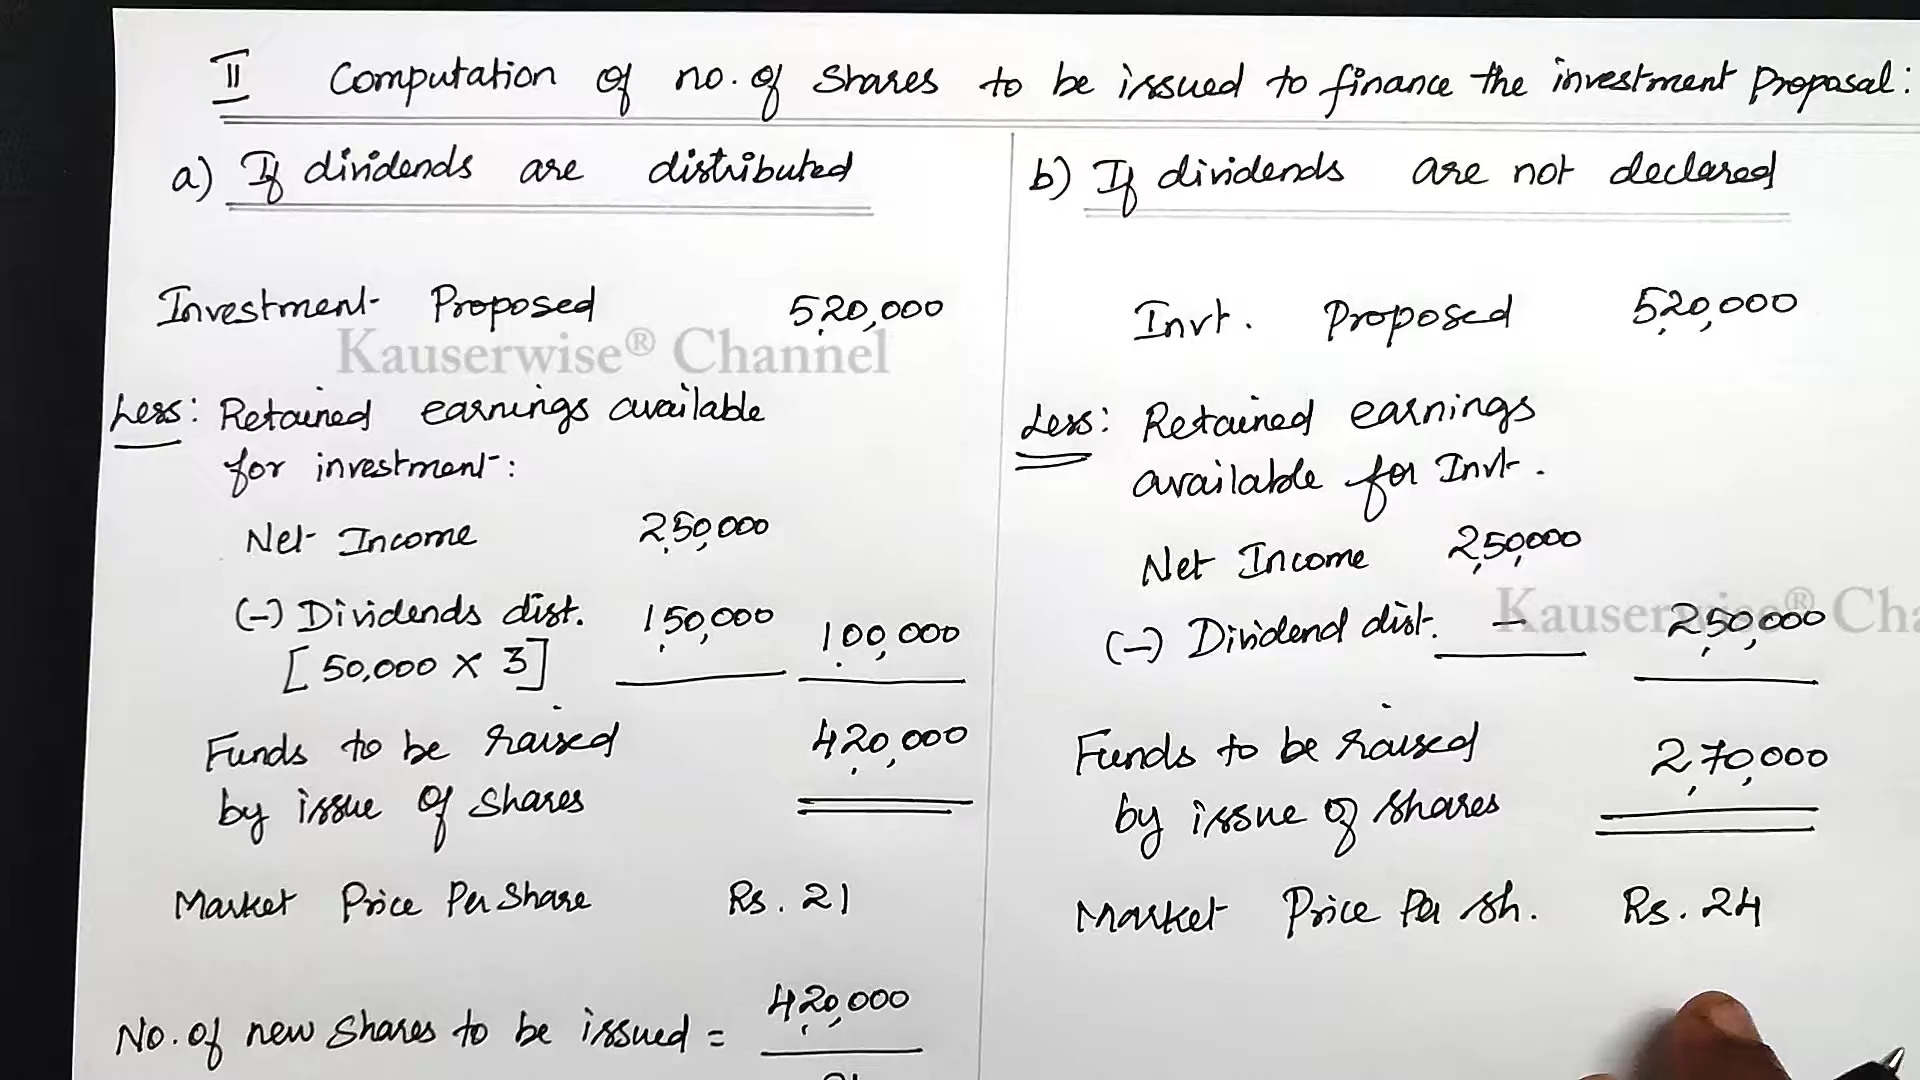 II Computation of no. of Shares to be issued to finance the investment Proposal:
a) If dividends are distributed
Investment Proposed 5,20,000
Kauserwise® Channel
Less: Retained earnings available
for investment:
Net Income 2,50,000
(-) Dividends dist. 1,50,000 1,00,000
[50,000 × 3]
Funds to be raised 4,20,000
by issue of Shares
Market Price Per Share Rs. 21
No. of new Shares to be issued = 4,20,000
b) If dividends are not declared
Invt. Proposed 5,20,000
Less: Retained earnings
available for Invt.
Net Income 2,50,000
Kauserwise® Cha
(-) Dividend dist. — 2,50,000
Funds to be raised 2,70,000
by issue of shares
Market Price Per sh. Rs. 24